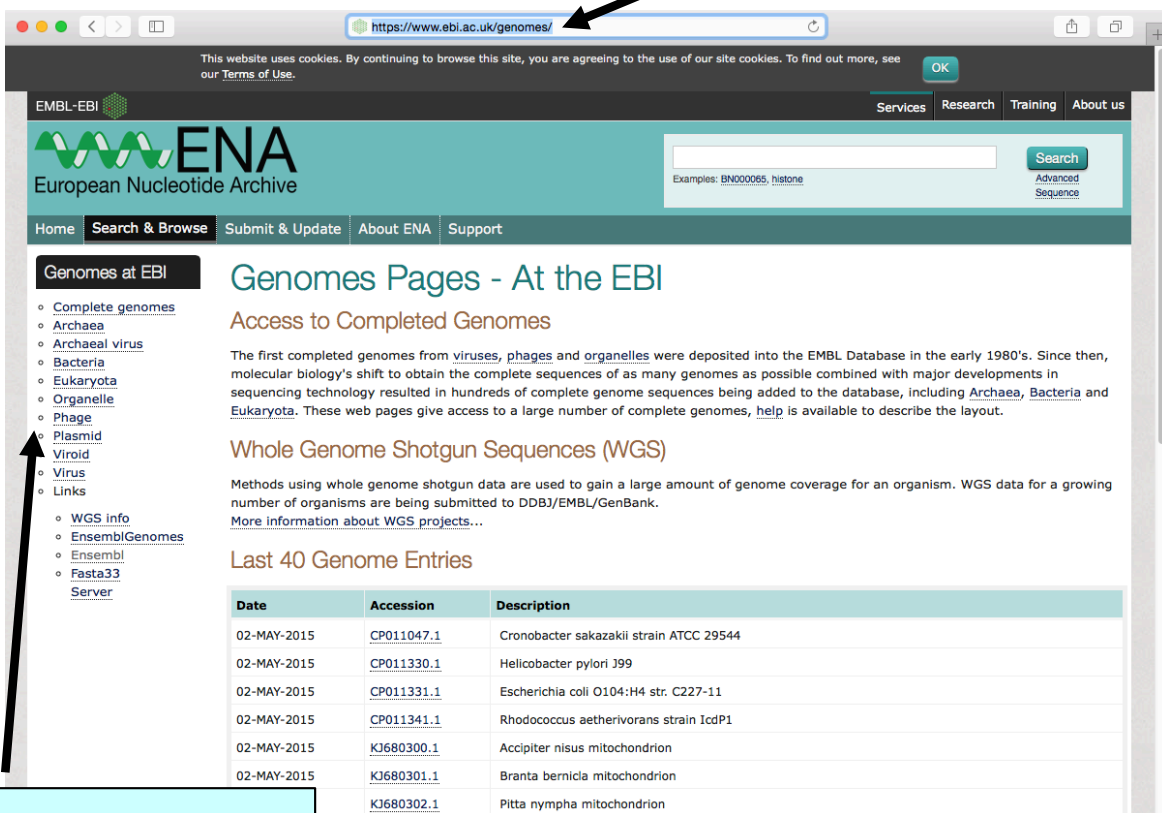 https://www.ebi.ac.uk/genomes/
This website uses cookies. By continuing to browse this site, you are agreeing to the use of our site cookies. To find out more, see
our Terms of Use.
OK
EMBL-EBI
Services Research Training About us
ENA
European Nucleotide Archive
Search
Examples: BN000065, histone
Advanced
Sequence
Home Search & Browse Submit & Update About ENA Support
Genomes at EBI
Complete genomes
Archaea
Archaeal virus
Bacteria
Eukaryota
Organelle
Phage
Plasmid
Viroid
Virus
Links
WGS info
EnsemblGenomes
Ensembl
Fasta33
Server
Genomes Pages - At the EBI
Access to Completed Genomes
The first completed genomes from viruses, phages and organelles were deposited into the EMBL Database in the early 1980's. Since then,
molecular biology's shift to obtain the complete sequences of as many genomes as possible combined with major developments in
sequencing technology resulted in hundreds of complete genome sequences being added to the database, including Archaea, Bacteria and
Eukaryota. These web pages give access to a large number of complete genomes, help is available to describe the layout.
Whole Genome Shotgun Sequences (WGS)
Methods using whole genome shotgun data are used to gain a large amount of genome coverage for an organism. WGS data for a growing
number of organisms are being submitted to DDBJ/EMBL/GenBank.
More information about WGS projects...
Last 40 Genome Entries
Date Accession Description
02-MAY-2015 CP011047.1 Cronobacter sakazakii strain ATCC 29544
02-MAY-2015 CP011330.1 Helicobacter pylori J99
02-MAY-2015 CP011331.1 Escherichia coli O104:H4 str. C227-11
02-MAY-2015 CP011341.1 Rhodococcus aetherivorans strain IcdP1
02-MAY-2015 KJ680300.1 Accipiter nisus mitochondrion
02-MAY-2015 KJ680301.1 Branta bernicla mitochondrion
KJ680302.1 Pitta nympha mitochondrion